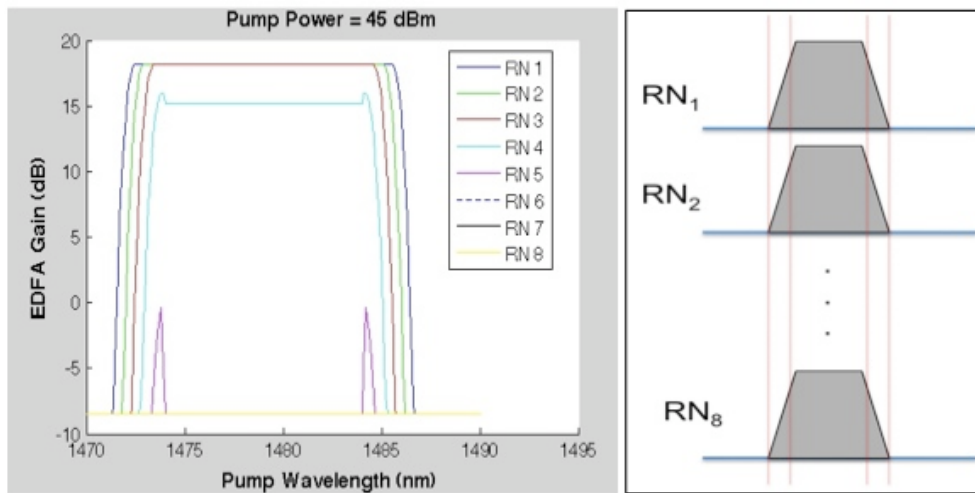 Pump Power = 45 dBm
20
15
10
5
0
-5
-10
EDFA Gain (dB)
RN 1
RN 2
RN 3
RN 4
RN 5
RN 6
RN 7
RN 8
1470
1475
1480
1485
1490
1495
Pump Wavelength (nm)
RN1
RN2
RN8